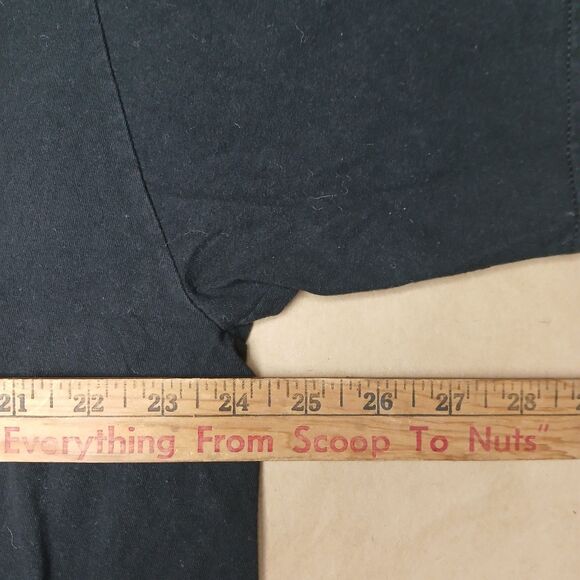 21 22 23 24 25 26 27 28
Everything From Scoop To Nuts"